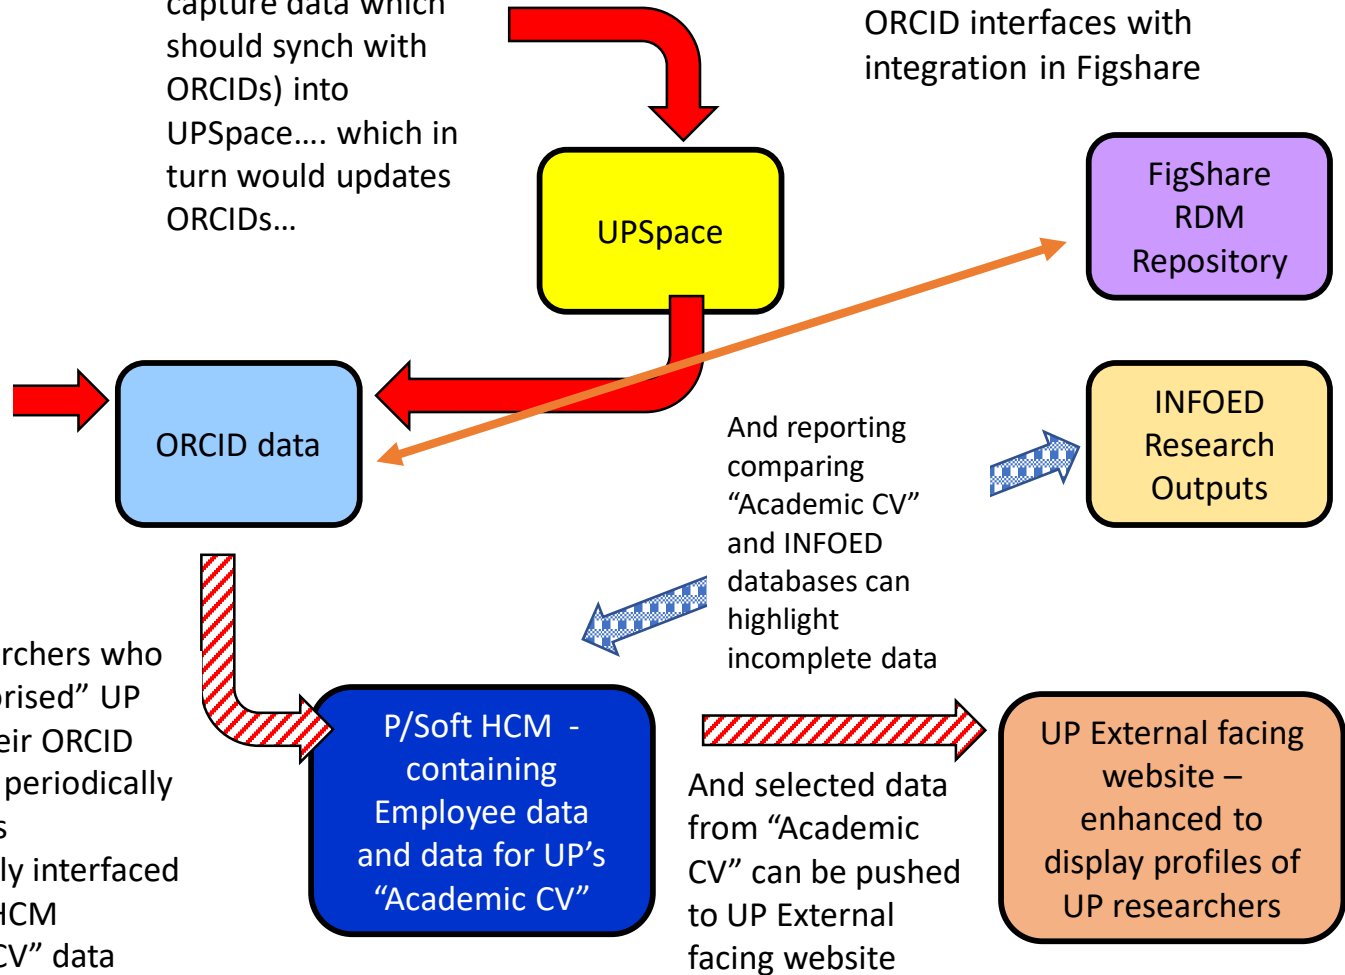 capture data which
should synch with
ORCIDs) into
UPSpace.... which in
turn would updates
ORCIDs...
ORCID interfaces with
integration in Figshare
UPSpace
FigShare
RDM
Repository
ORCID data
INFOED
Research
Outputs
And reporting
comparing
“Academic CV”
and INFOED
databases can
highlight
incomplete data
archers who
orised” UP
eir ORCID
periodically
s
ly interfaced
HCM
CV” data
P/Soft HCM -
containing
Employee data
and data for UP’s
“Academic CV”
And selected data
from “Academic
CV” can be pushed
to UP External
facing website
UP External facing
website –
enhanced to
display profiles of
UP researchers